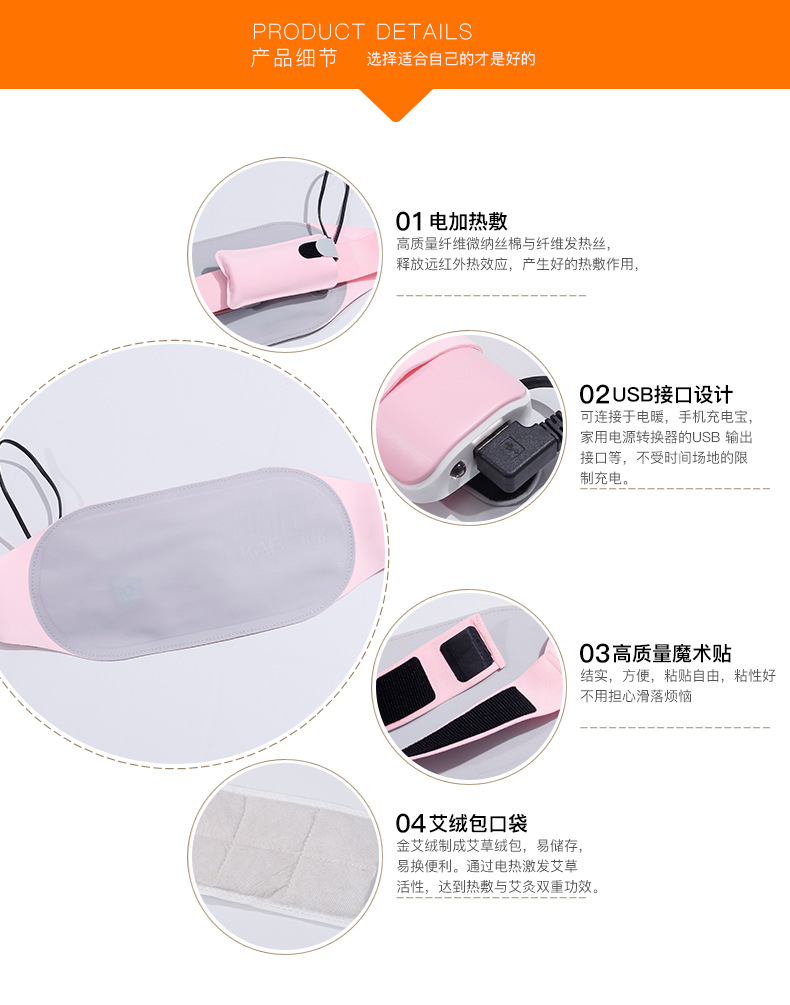 PRODUCT DETAILS
产品细节 选择适合自己的才是好的
01 电加热敷
高质量纤维微纳丝棉与纤维发热丝，
释放远红外热效应，产生好的热敷作用，
02 USB接口设计
可连接于电暖，手机充电宝，
家用电源转换器的USB 输出
接口等，不受时间场地的限
制充电。
03 高质量魔术贴
结实，方便，粘贴自由，粘性好
不用担心滑落烦恼
04 艾绒包口袋
金艾绒制成艾草绒包，易储存，
易换便利。通过电热激发艾草
活性，达到热敷与艾灸双重功效。